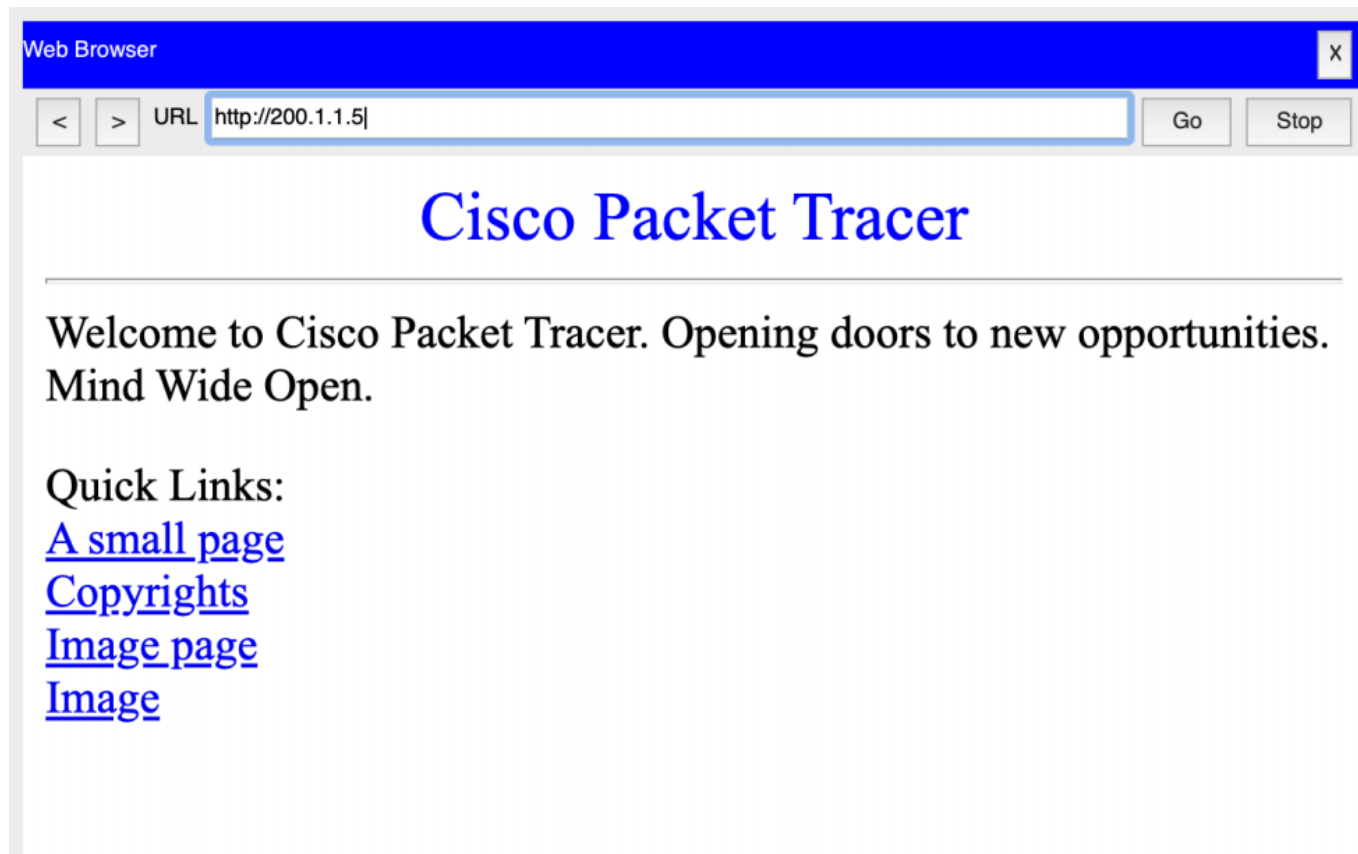 Web Browser X
< > URL http://200.1.1.5 Go Stop
Cisco Packet Tracer
Welcome to Cisco Packet Tracer. Opening doors to new opportunities.
Mind Wide Open.
Quick Links:
A small page
Copyrights
Image page
Image